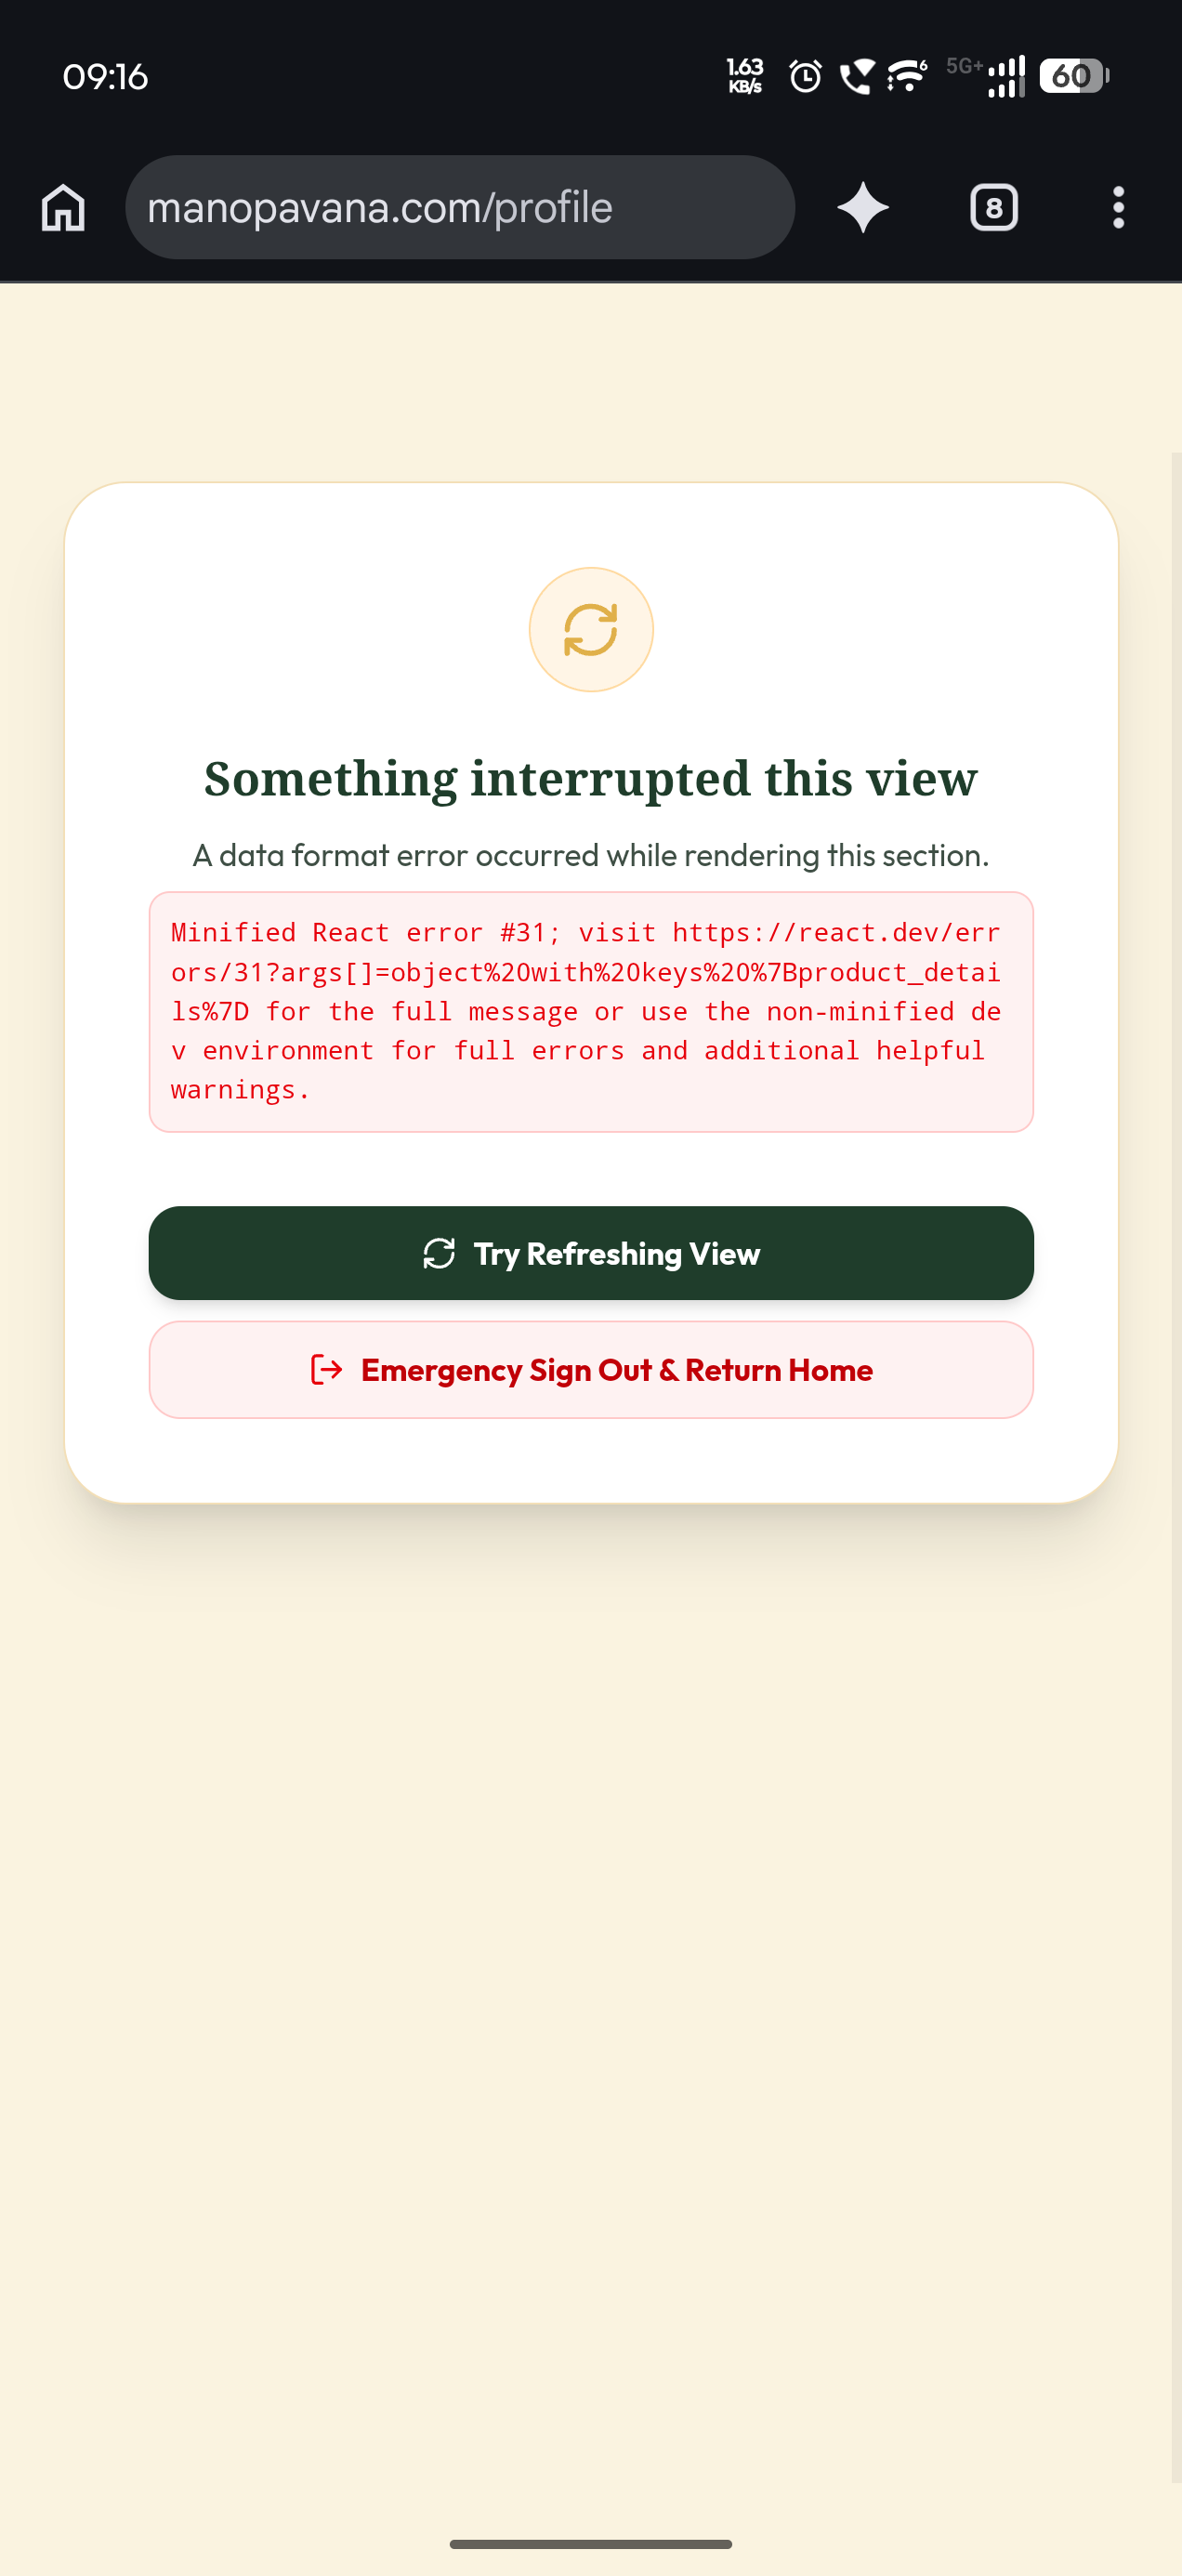 09:16
1.63
KB/s
6
5G+
60
manopavana.com/profile
8
Something interrupted this view
A data format error occurred while rendering this section.
Minified React error #31; visit https://react.dev/err
ors/31?args[]=object%20with%20keys%20%7Bproduct_detai
ls%7D for the full message or use the non-minified de
v environment for full errors and additional helpful
warnings.
Try Refreshing View
Emergency Sign Out & Return Home